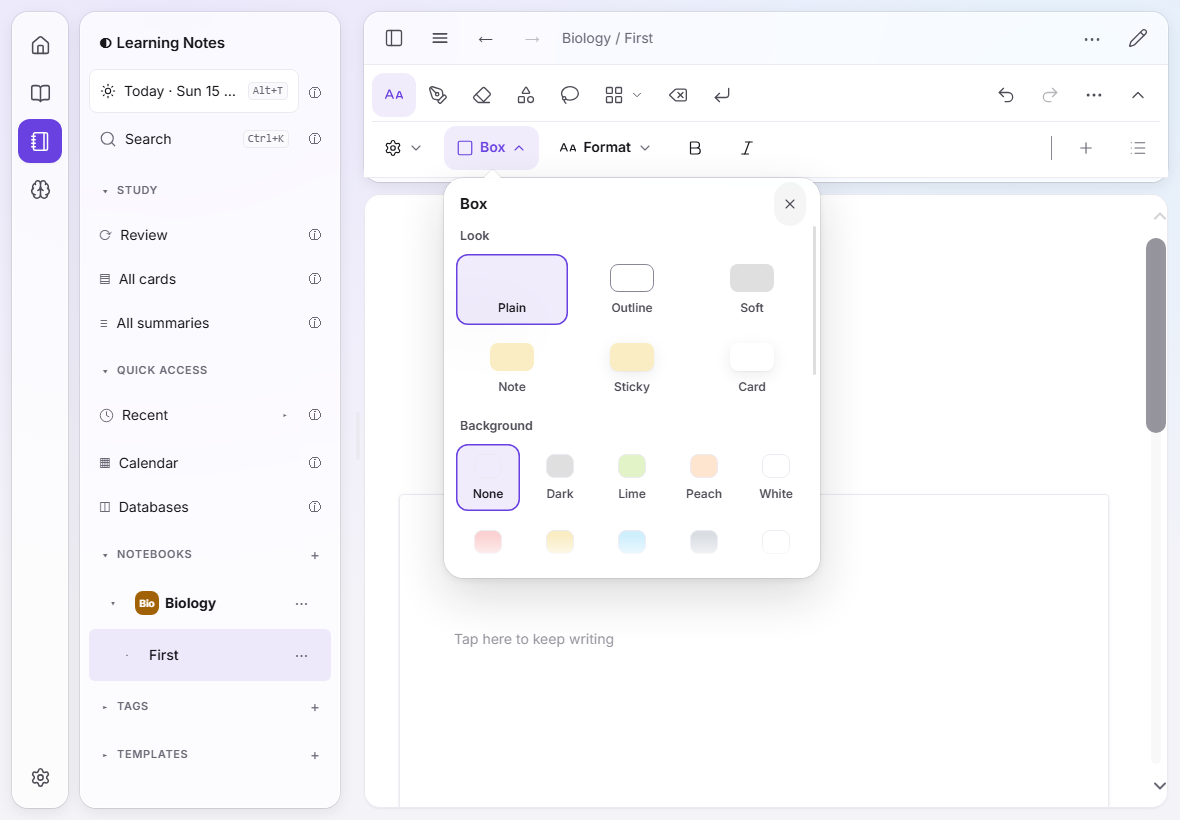 Learning Notes
Today · Sun 15 ...
Alt+T
Search
Ctrl+K
STUDY
Review
All cards
All summaries
QUICK ACCESS
Recent
Calendar
Databases
NOTEBOOKS
Bio
Biology
First
TAGS
TEMPLATES
Biology / First
AA
Box
AA Format
B
I
Box
Look
Plain
Outline
Soft
Note
Sticky
Card
Background
None
Dark
Lime
Peach
White
Tap here to keep writing